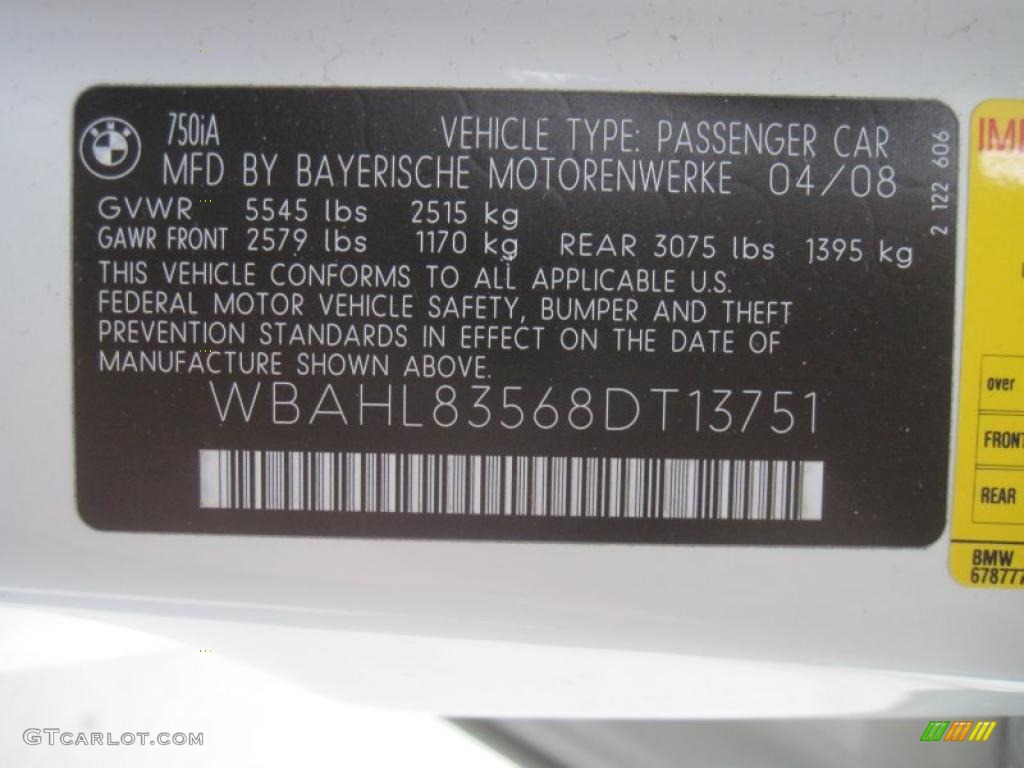 BMW
750iA VEHICLE TYPE: PASSENGER CAR
MFD BY BAYERISCHE MOTORENWERKE 04/08
GVWR 5545 lbs 2515 kg
GAWR FRONT 2579 lbs 1170 kg REAR 3075 lbs 1395 kg
THIS VEHICLE CONFORMS TO ALL APPLICABLE U.S.
FEDERAL MOTOR VEHICLE SAFETY, BUMPER AND THEFT
PREVENTION STANDARDS IN EFFECT ON THE DATE OF
MANUFACTURE SHOWN ABOVE.
WBAHL83568DT13751
2 122 606
over
FRONT
REAR
BMW
GTCARLOT.COM